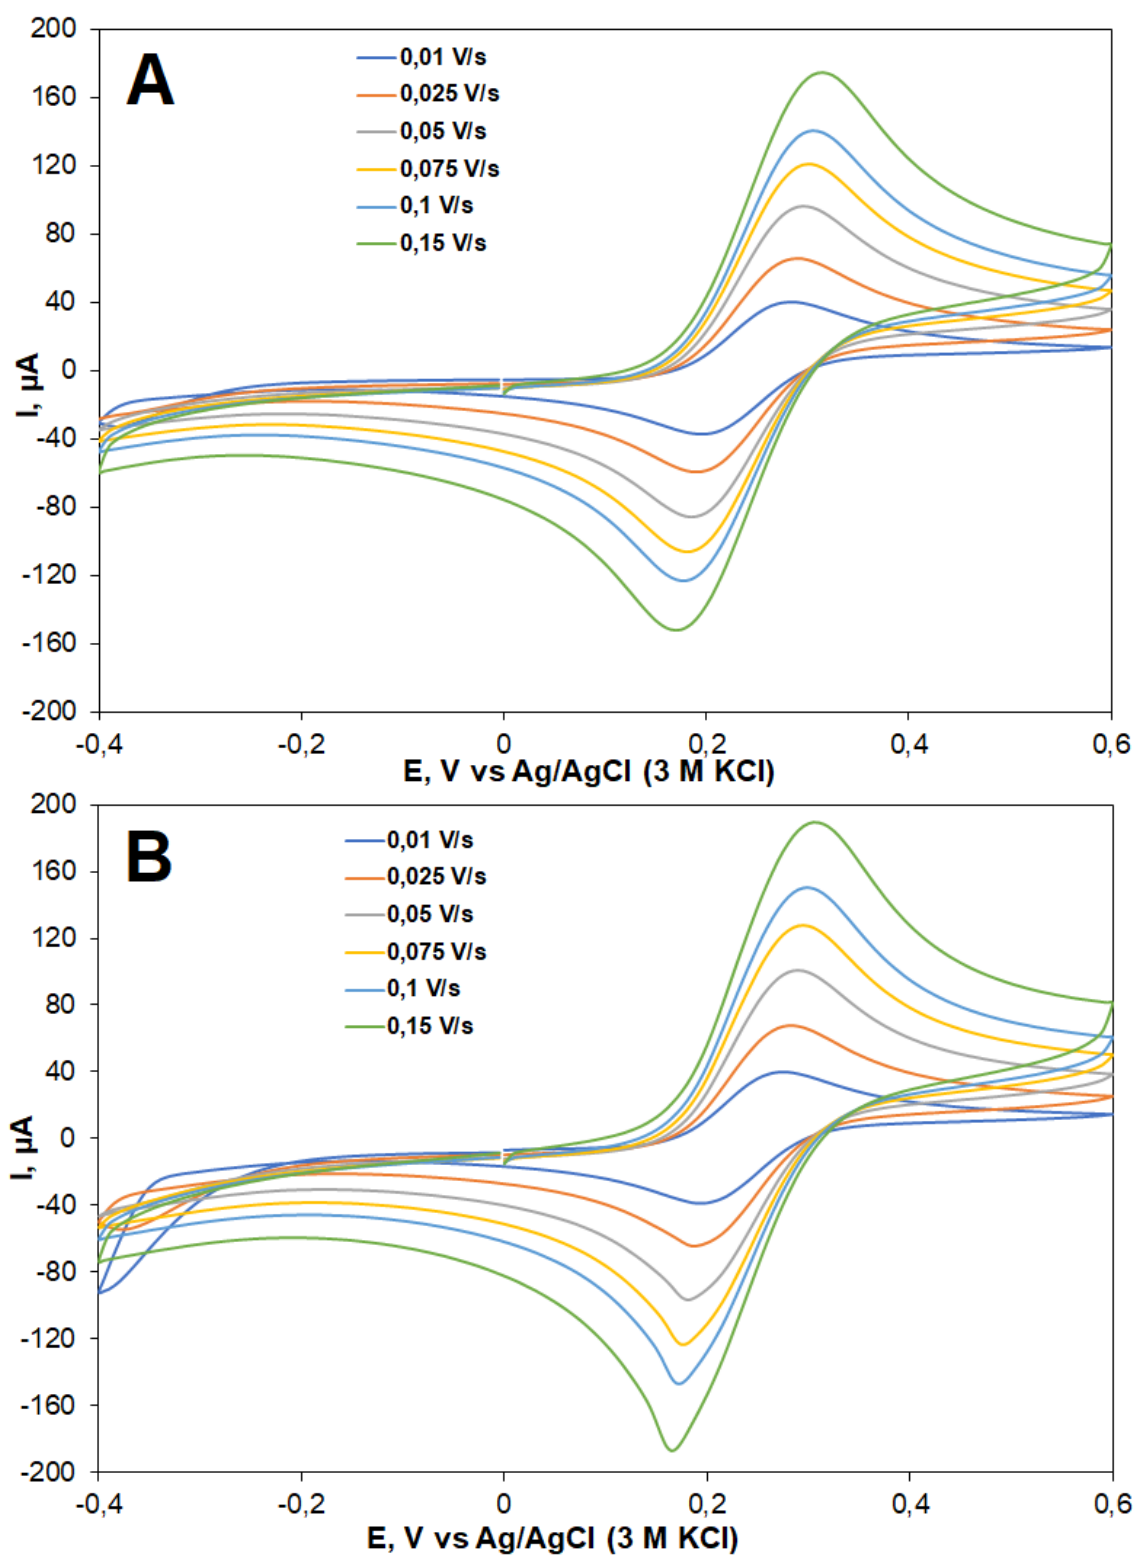 A
0,01 V/s
0,025 V/s
0,05 V/s
0,075 V/s
0,1 V/s
0,15 V/s
200
160
120
80
40
0
-40
-80
-120
-160
-200
I, µA
-0,4 -0,2 0 0,2 0,4 0,6
E, V vs Ag/AgCl (3 M KCl)
B
0,01 V/s
0,025 V/s
0,05 V/s
0,075 V/s
0,1 V/s
0,15 V/s
200
160
120
80
40
0
-40
-80
-120
-160
-200
I, µA
-0,4 -0,2 0 0,2 0,4 0,6
E, V vs Ag/AgCl (3 M KCl)